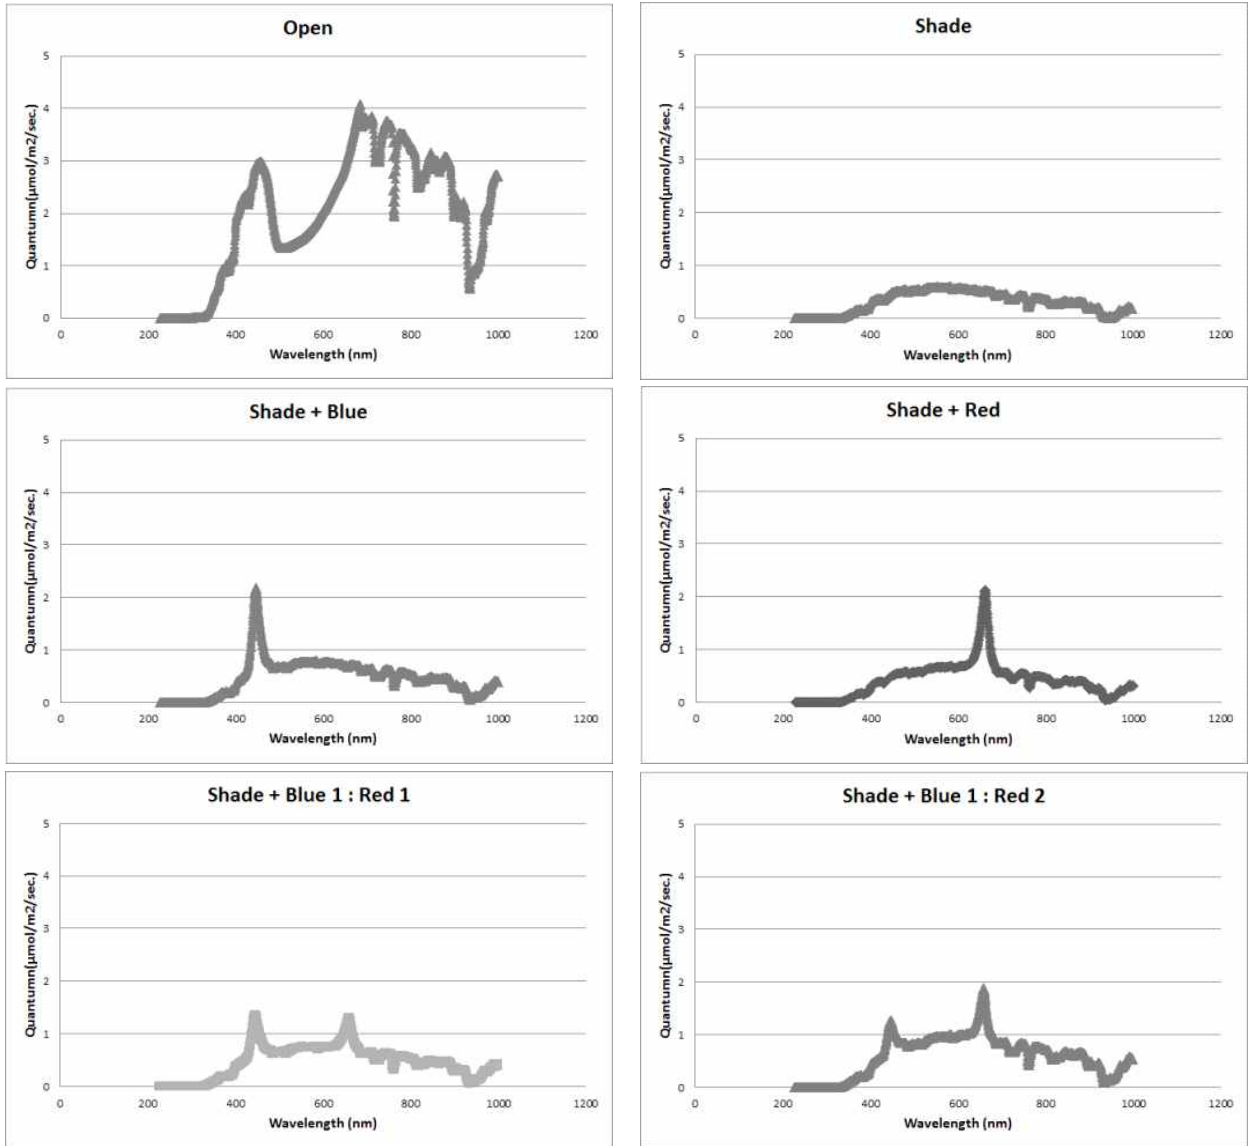 Open
Quantumn(μmol/m2/sec.)
5
4
3
2
1
0
0 200 400 600 800 1000 1200
Wavelength (nm)
Shade
Quantumn(μmol/m2/sec.)
5
4
3
2
1
0
0 200 400 600 800 1000 1200
Wavelength (nm)
Shade + Blue
Quantumn(μmol/m2/sec.)
5
4
3
2
1
0
0 200 400 600 800 1000 1200
Wavelength (nm)
Shade + Red
Quantumn(μmol/m2/sec.)
5
4
3
2
1
0
0 200 400 600 800 1000 1200
Wavelength (nm)
Shade + Blue 1 : Red 1
Quantumn(μmol/m2/sec.)
5
4
3
2
1
0
0 200 400 600 800 1000 1200
Wavelength (nm)
Shade + Blue 1 : Red 2
Quantumn(μmol/m2/sec.)
5
4
3
2
1
0
0 200 400 600 800 1000 1200
Wavelength (nm)